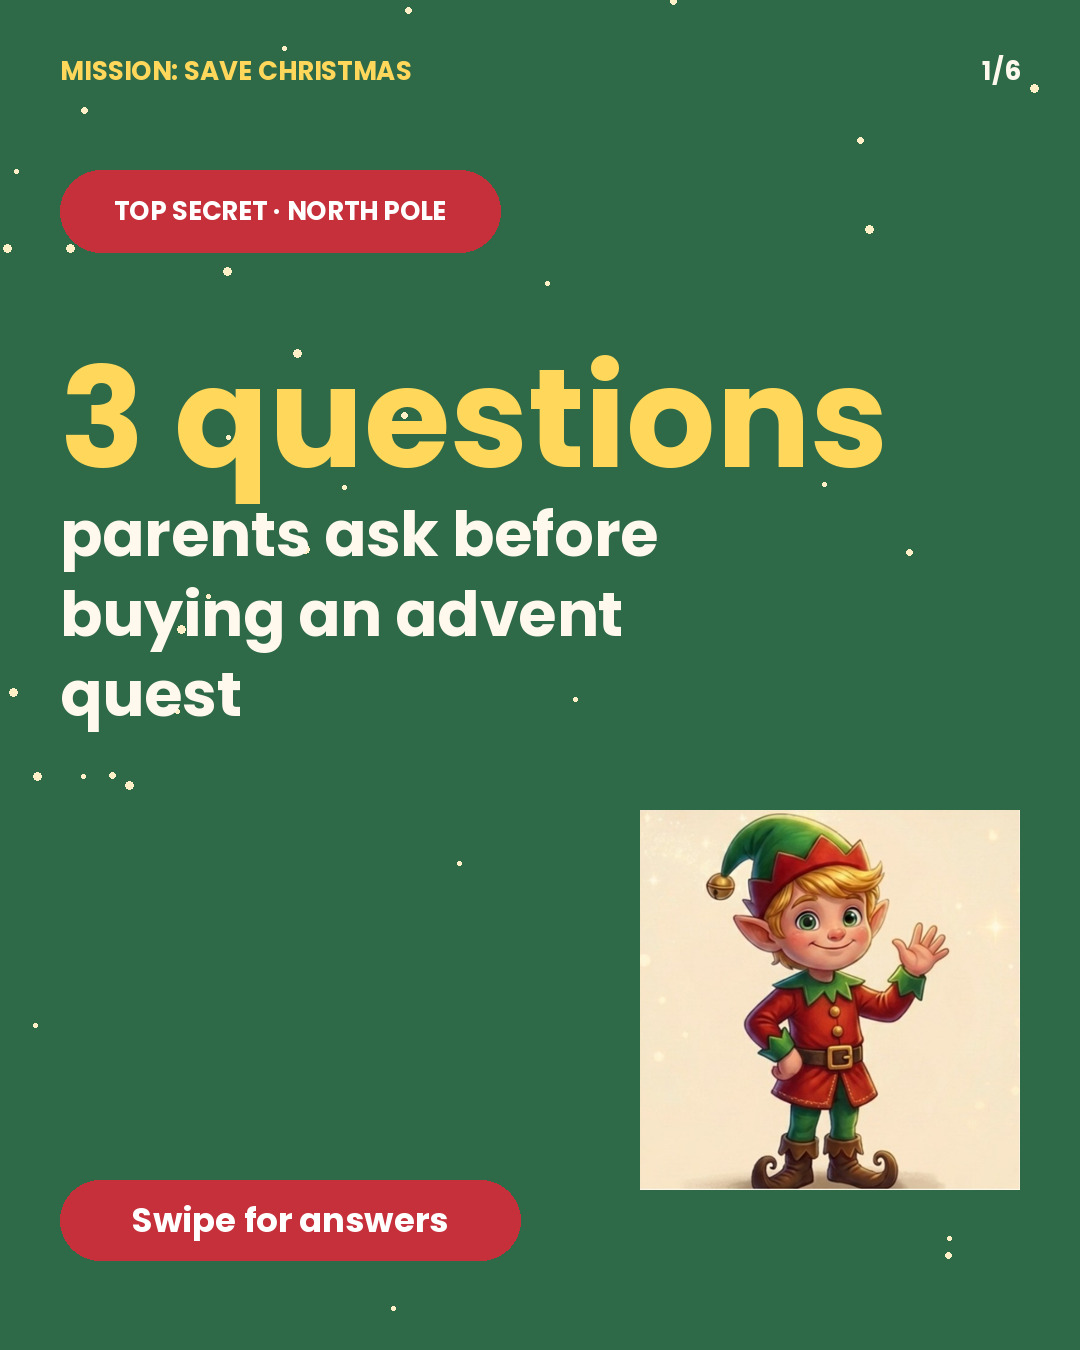 MISSION: SAVE CHRISTMAS
1/6
TOP SECRET · NORTH POLE
3 questions
parents ask before
buying an advent
quest
Swipe for answers